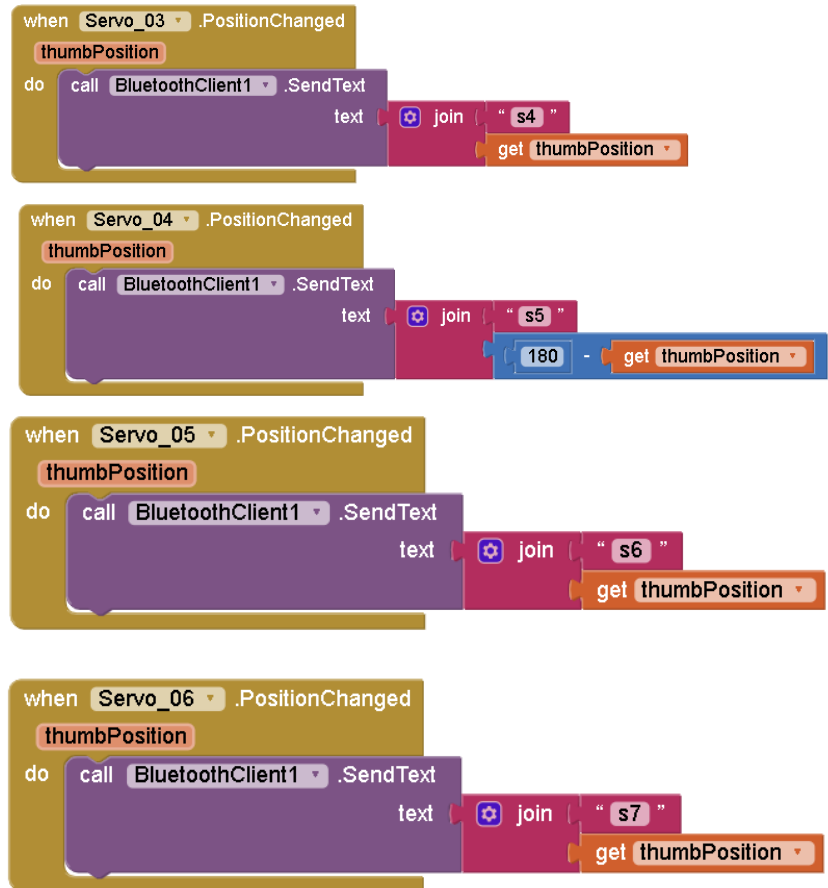 when Servo_03 .PositionChanged
thumbPosition
do call BluetoothClient1 .SendText
text join “ s4 ”
get thumbPosition
when Servo_04 .PositionChanged
thumbPosition
do call BluetoothClient1 .SendText
text join “ s5 ”
180 - get thumbPosition
when Servo_05 .PositionChanged
thumbPosition
do call BluetoothClient1 .SendText
text join “ s6 ”
get thumbPosition
when Servo_06 .PositionChanged
thumbPosition
do call BluetoothClient1 .SendText
text join “ s7 ”
get thumbPosition